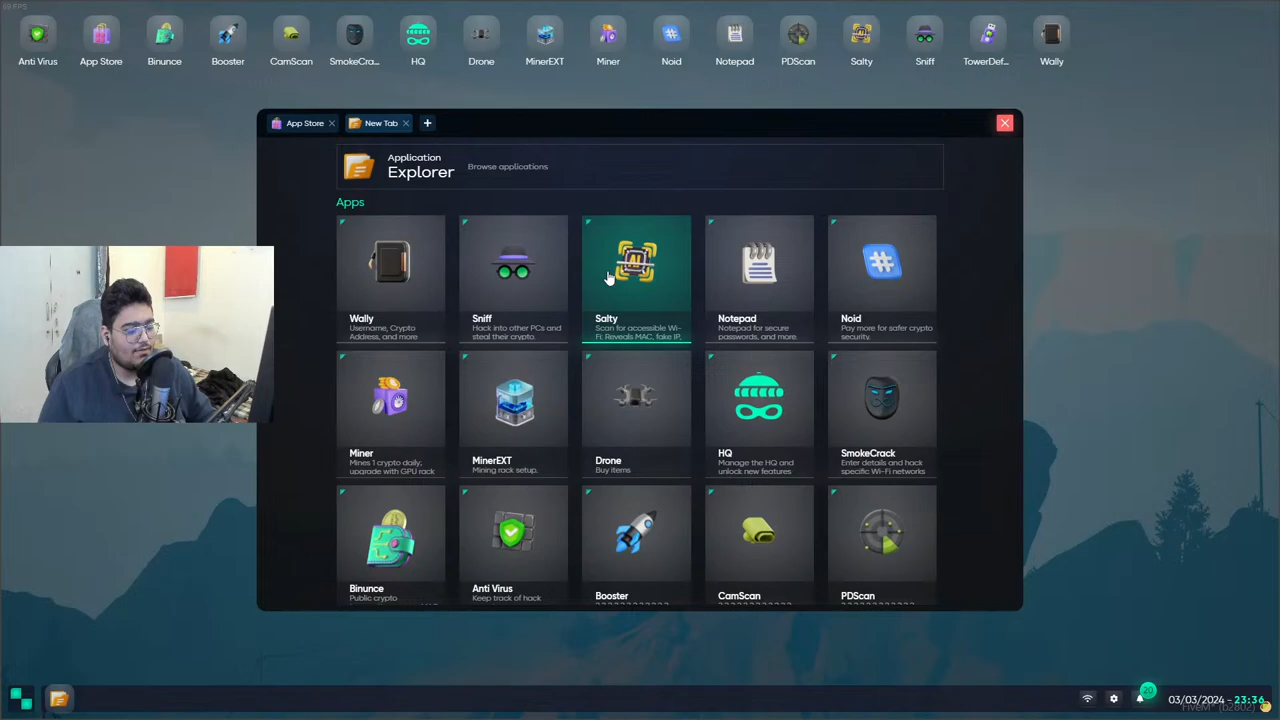 69 FPS
Anti Virus
App Store
Binunce
Booster
CamScan
SmokeCra...
HQ
Drone
MinerEXT
Miner
Noid
Notepad
PDScan
Salty
Sniff
TowerDef...
Wally
App Store
New Tab
Application
Explorer
Browse applications
Apps
Wally
Username, Crypto
Address, and more
Sniff
Hack into other PCs and
steal their crypto.
Salty
Scan for accessible Wi-
Fi: Reveals MAC, fake IP,
Notepad
Notepad for secure
passwords, and more.
Noid
Pay more for safer crypto
security.
Miner
Mines 1 crypto daily;
upgrade with GPU rack
MinerEXT
Mining rack setup.
Drone
Buy items
HQ
Manage the HQ and
unlock new features
SmokeCrack
Enter details and hack
specific Wi-Fi networks
Binunce
Public crypto
Anti Virus
Keep track of hack
Booster
CamScan
PDScan
20
03/03/2024 - 23:36
FiveM* (b2802)